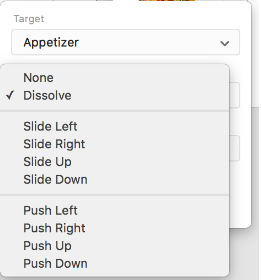 Target
Appetizer
None
✓ Dissolve
Slide Left
Slide Right
Slide Up
Slide Down
Push Left
Push Right
Push Up
Push Down